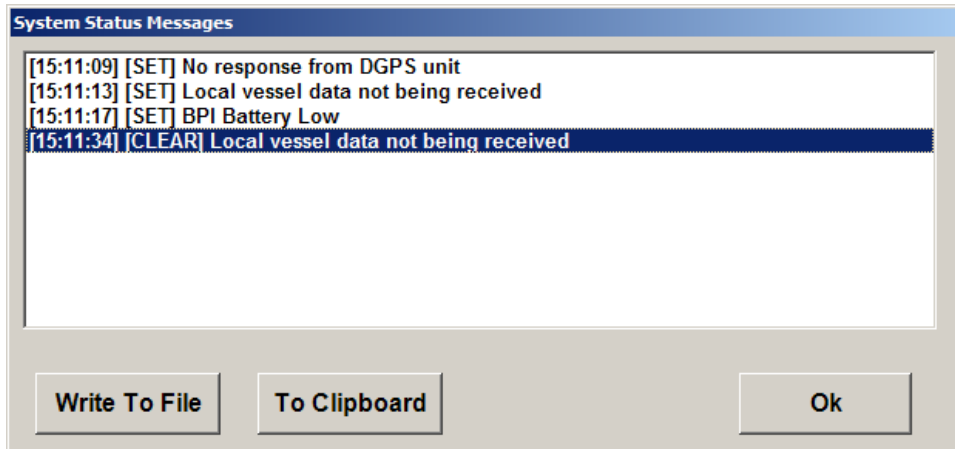 System Status Messages
[15:11:09] [SET] No response from DGPS unit
[15:11:13] [SET] Local vessel data not being received
[15:11:17] [SET] BPI Battery Low
[15:11:34] [CLEAR] Local vessel data not being received
Write To File To Clipboard Ok